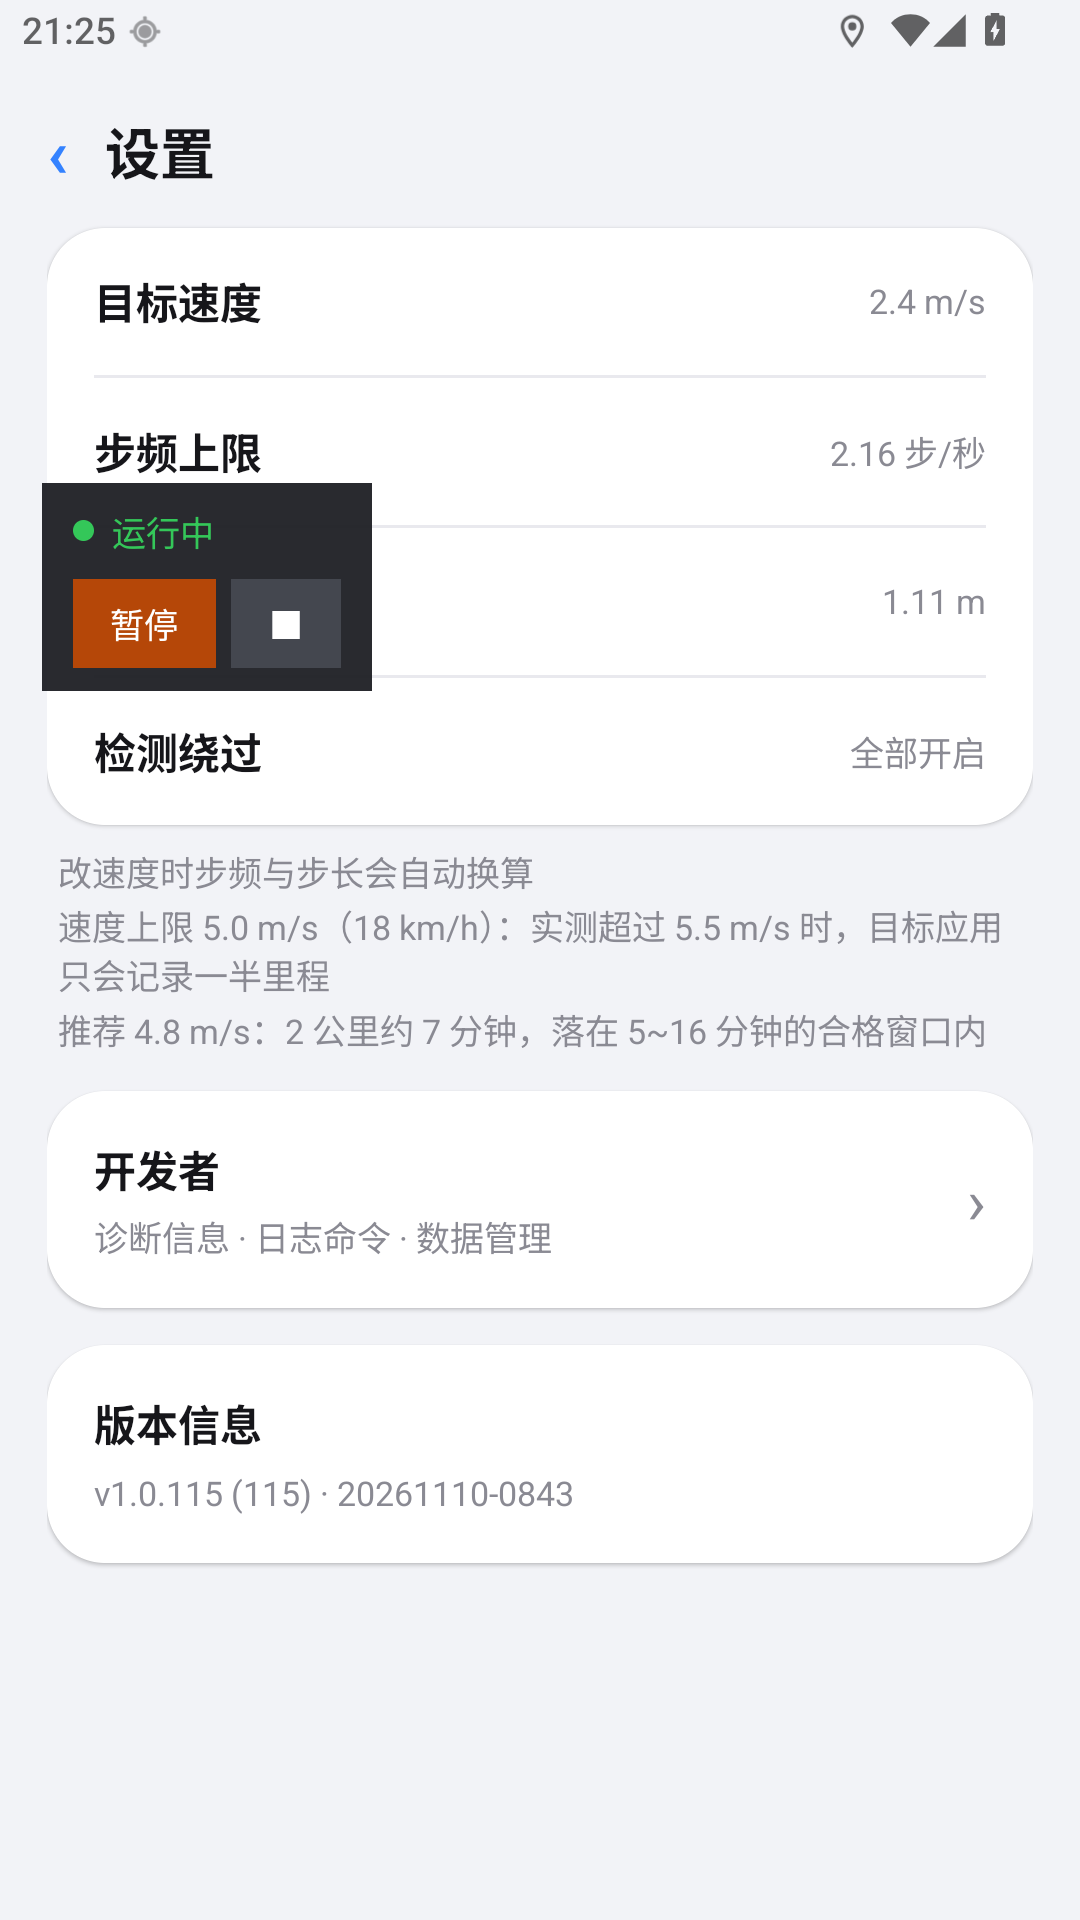 21:25
‹ 设置
目标速度 2.4 m/s
步频上限 2.16 步/秒
运行中
暂停
1.11 m
检测绕过 全部开启
改速度时步频与步长会自动换算
速度上限 5.0 m/s（18 km/h）：实测超过 5.5 m/s 时，目标应用
只会记录一半里程
推荐 4.8 m/s：2 公里约 7 分钟，落在 5~16 分钟的合格窗口内
开发者
诊断信息 · 日志命令 · 数据管理 ›
版本信息
v1.0.115 (115) · 20261110-0843